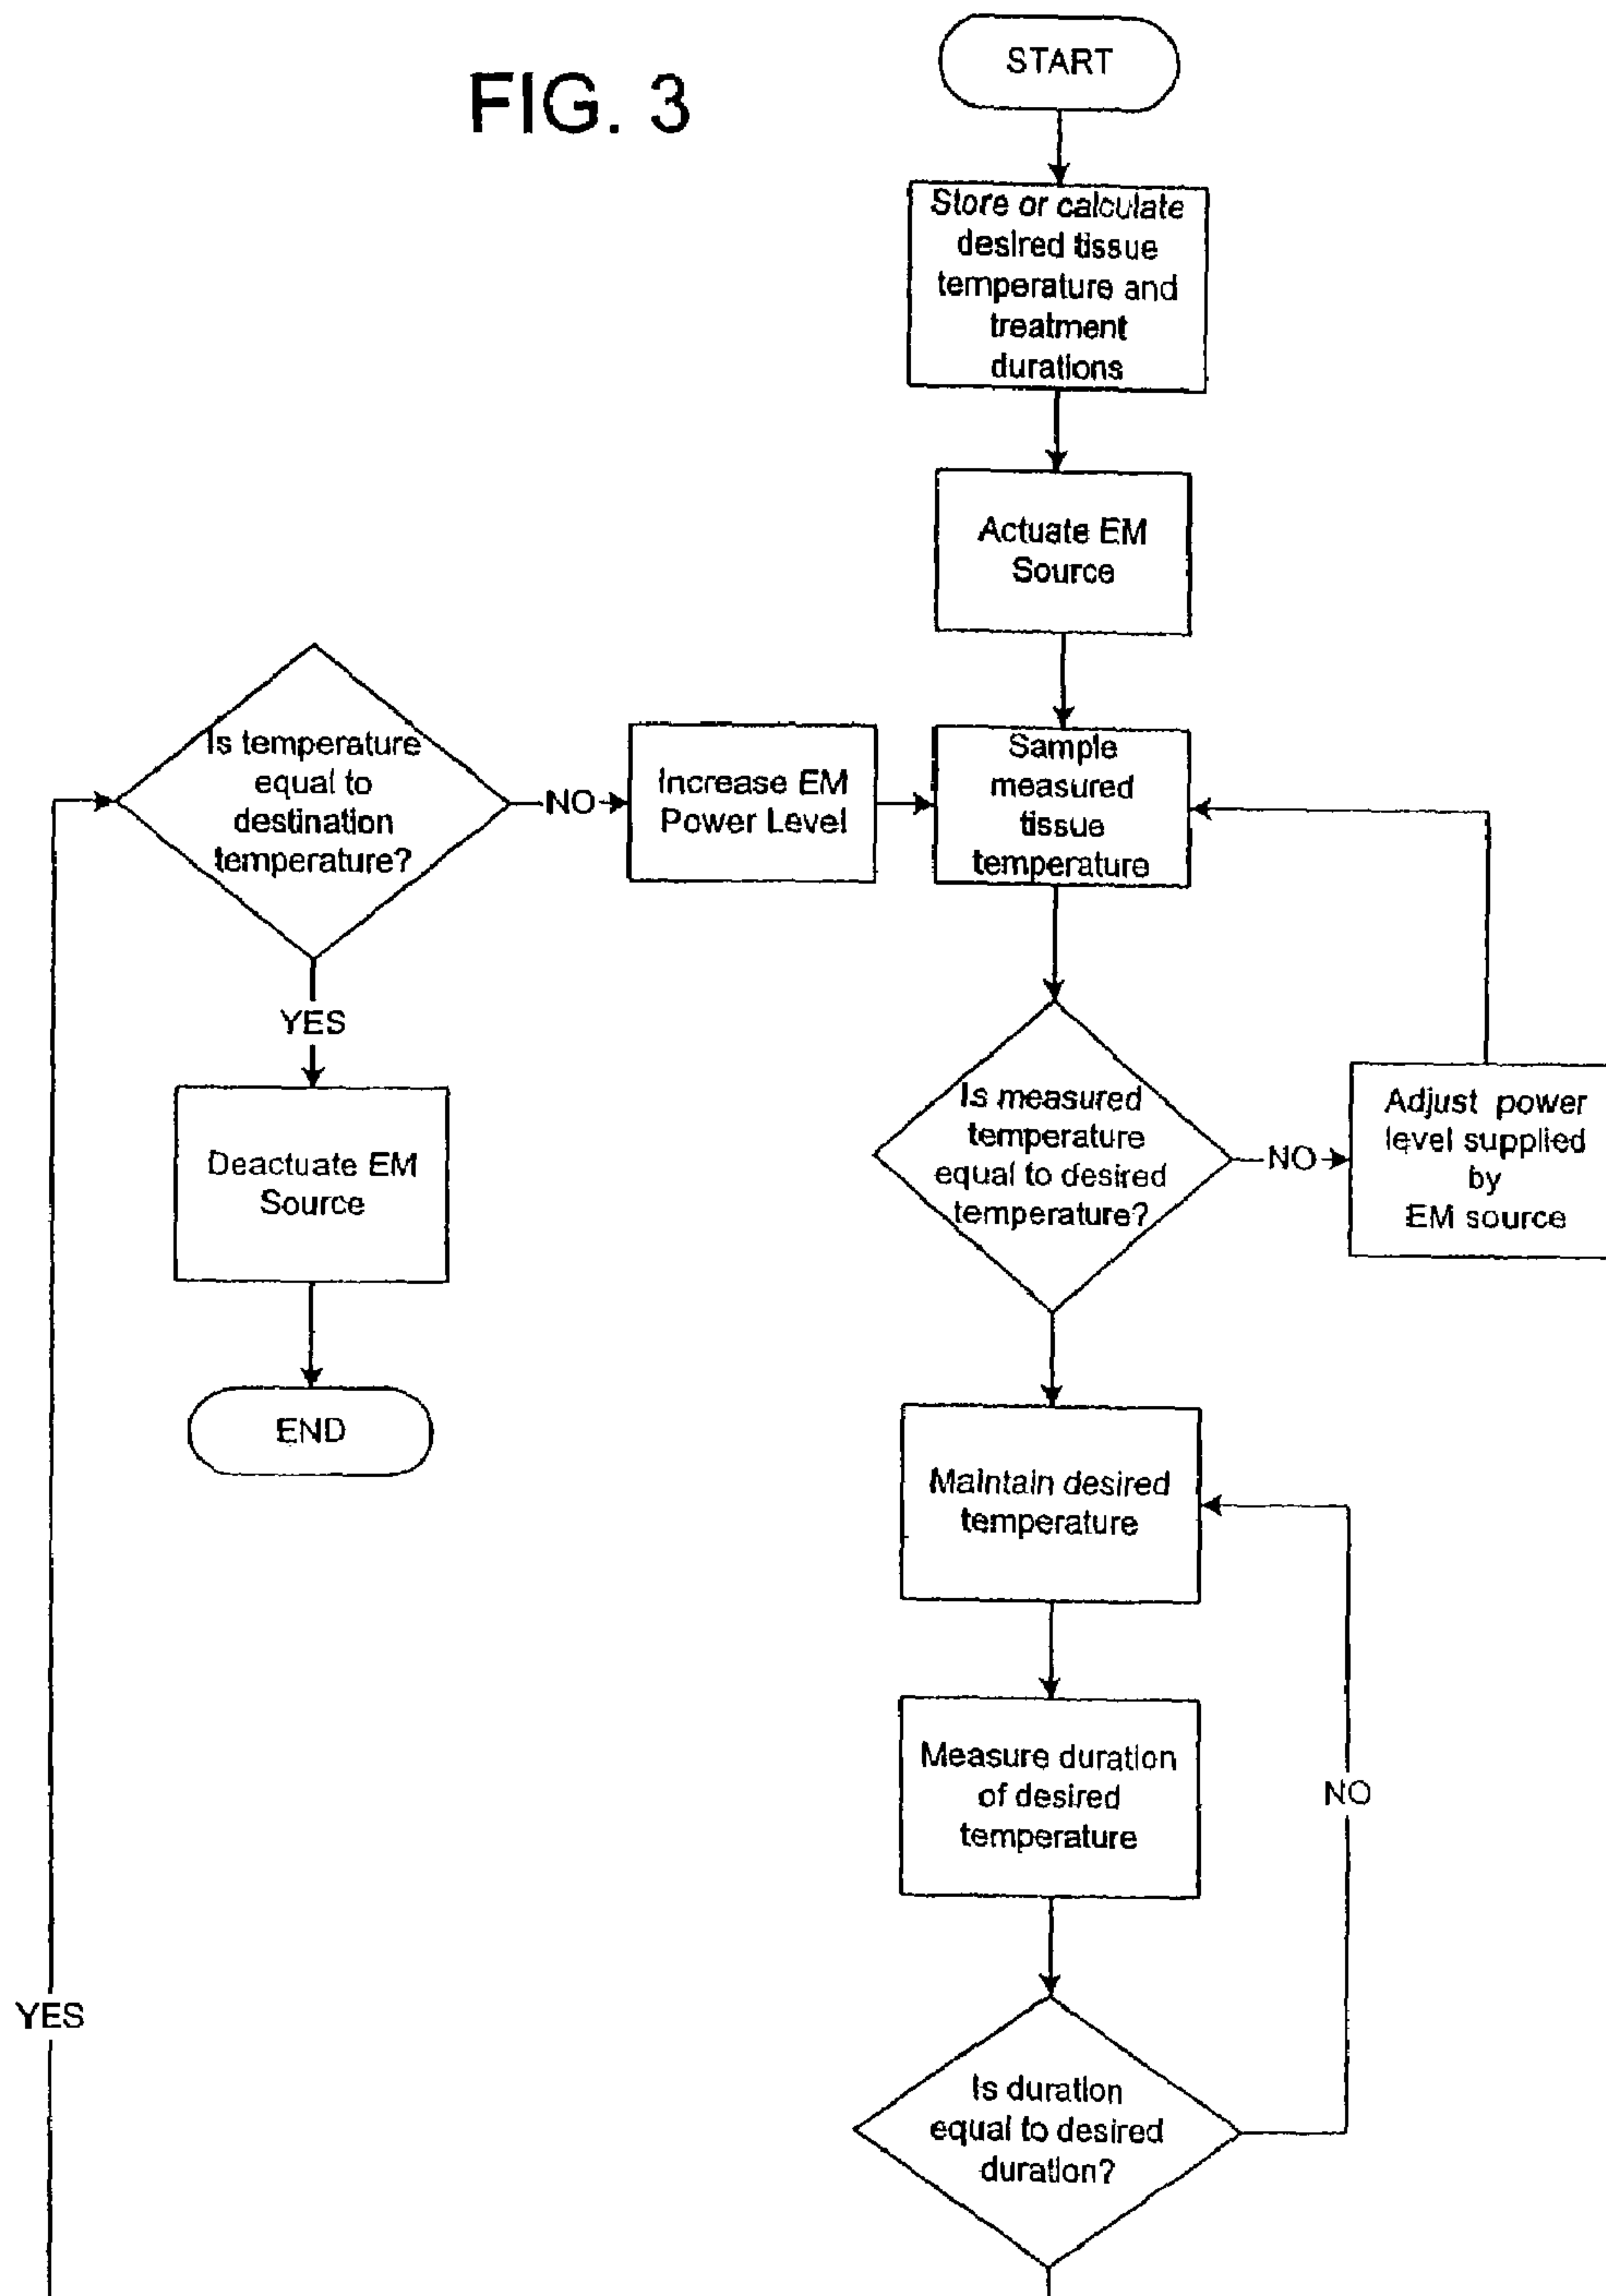 FIG. 3
START
Store or calculate
desired tissue
temperature and
treatment
durations
Actuate EM
Source
Sample
measured
tissue
temperature
Is measured
temperature
equal to desired
temperature?
NO
Adjust power
level supplied
by
EM source
Maintain desired
temperature
Measure duration
of desired
temperature
Is duration
equal to desired
duration?
NO
YES
Is temperature
equal to
destination
temperature?
NO
Increase EM
Power Level
YES
Deactuate EM
Source
END